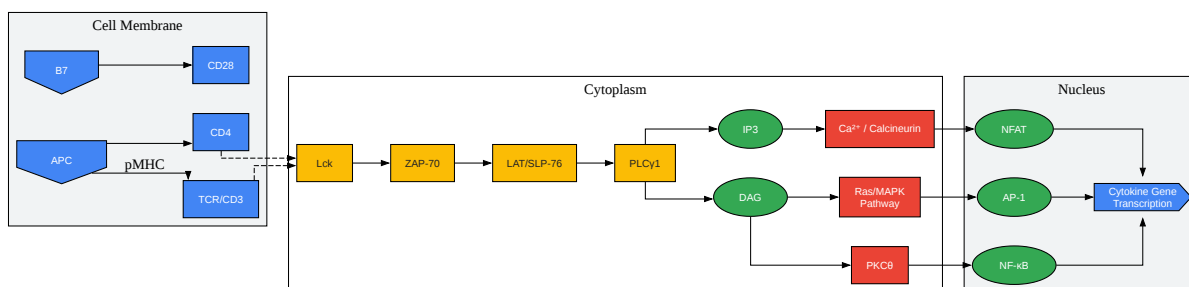 Cell Membrane
B7
CD28
CD4
APC
pMHC
TCR/CD3
Cytoplasm
Lck
ZAP-70
LAT/SLP-76
PLCγ1
IP3
Ca²⁺ / Calcineurin
DAG
Ras/MAPK
Pathway
PKCθ
Nucleus
NFAT
AP-1
NF-κB
Cytokine Gene
Transcription